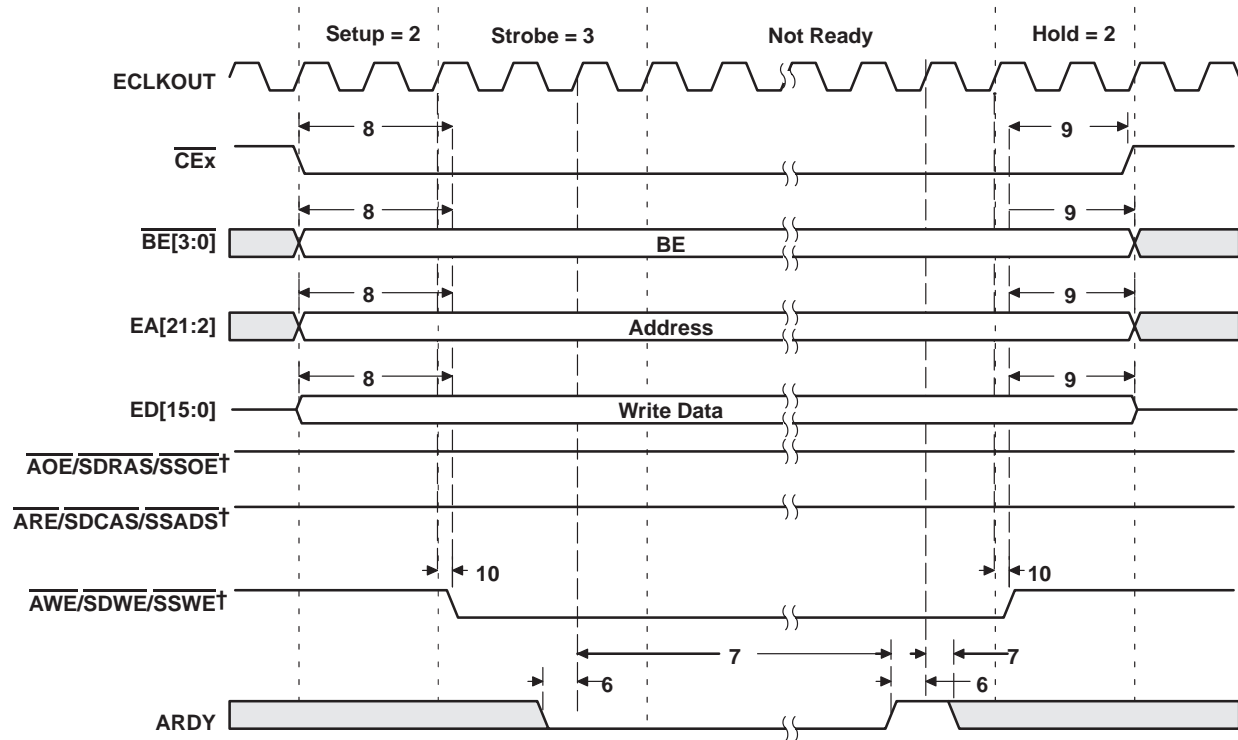 Setup = 2 Strobe = 3 Not Ready Hold = 2
ECLKOUT
8 9
CEx
8 9
BE[3:0] BE
8 9
EA[21:2] Address
8 9
ED[15:0] Write Data
AOE/SDRAS/SSOE†
ARE/SDCAS/SSADS†
10 10
AWE/SDWE/SSWE†
7 7
6 6
ARDY